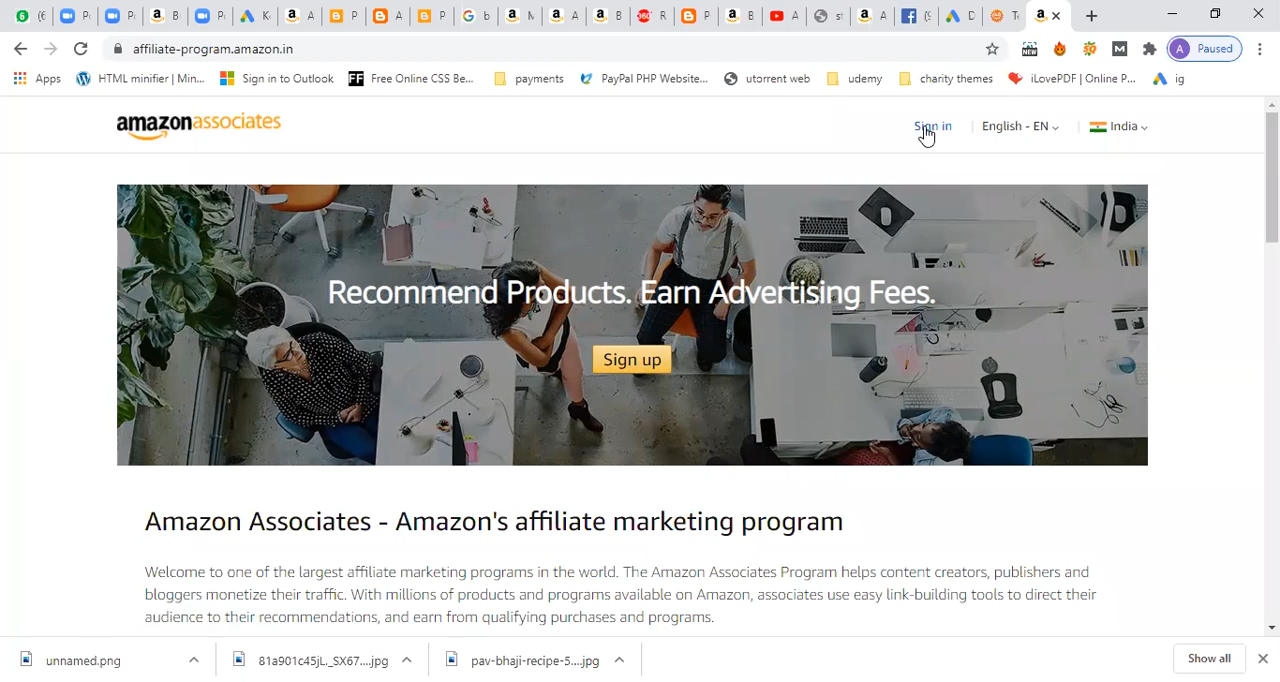 affiliate-program.amazon.in
A Paused
Apps HTML minifier | Min... Sign in to Outlook Free Online CSS Be... payments PayPal PHP Website... utorrent web udemy charity themes iLovePDF | Online P... ig
amazonassociates
Sign in English - EN India
Recommend Products. Earn Advertising Fees.
Sign up
Amazon Associates - Amazon's affiliate marketing program
Welcome to one of the largest affiliate marketing programs in the world. The Amazon Associates Program helps content creators, publishers and
bloggers monetize their traffic. With millions of products and programs available on Amazon, associates use easy link-building tools to direct their
audience to their recommendations, and earn from qualifying purchases and programs.
unnamed.png 81a901c45jL._SX67....jpg pav-bhaji-recipe-5....jpg Show all